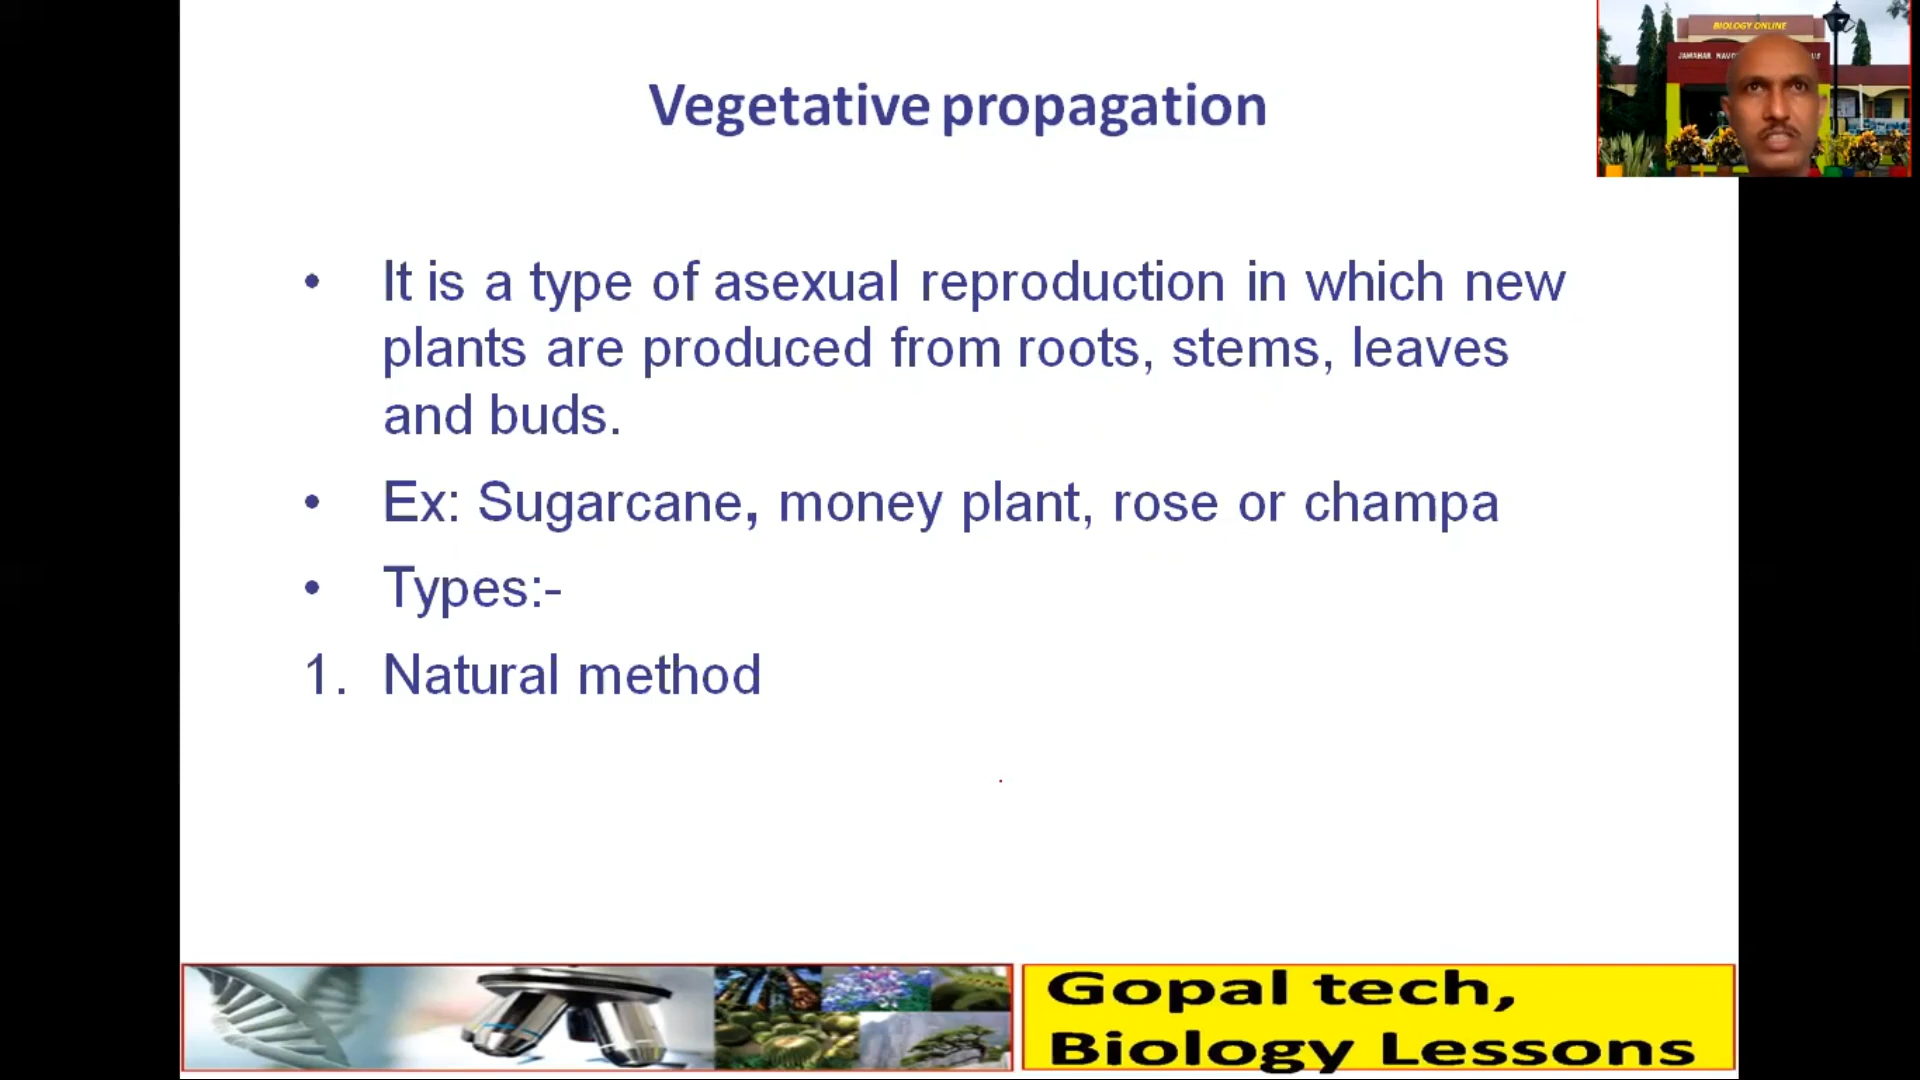 BIOLOGY ONLINE
Vegetative propagation
• It is a type of asexual reproduction in which new
plants are produced from roots, stems, leaves
and buds.
• Ex: Sugarcane, money plant, rose or champa
• Types:-
1. Natural method
Gopal tech,
Biology Lessons